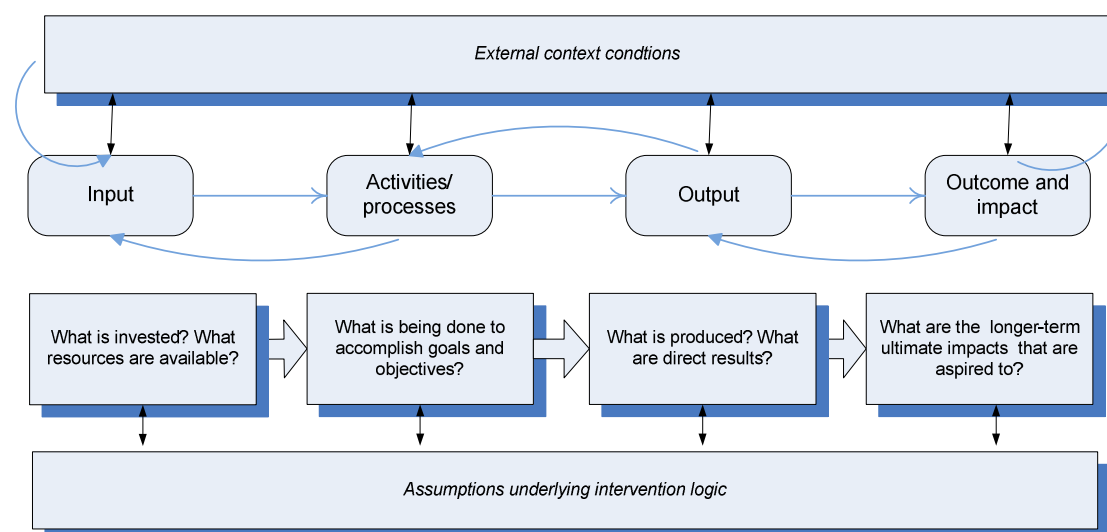 External context condtions
Input
Activities/
processes
Output
Outcome and
impact
What is invested? What
resources are available?
What is being done to
accomplish goals and
objectives?
What is produced? What
are direct results?
What are the  longer-term
ultimate impacts  that are
aspired to?
Assumptions underlying intervention logic